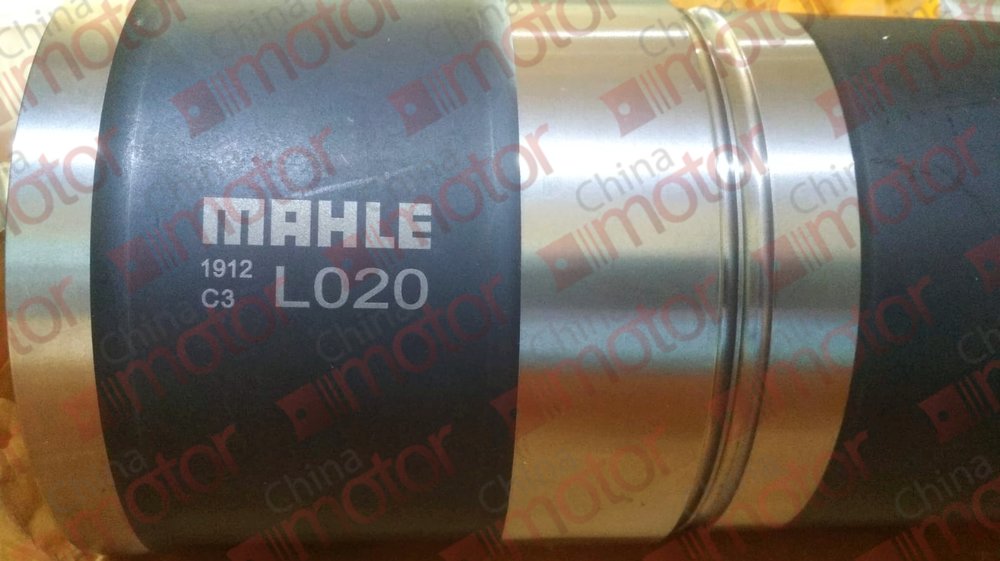 MAHLE
1912
C3 L020
China
motor